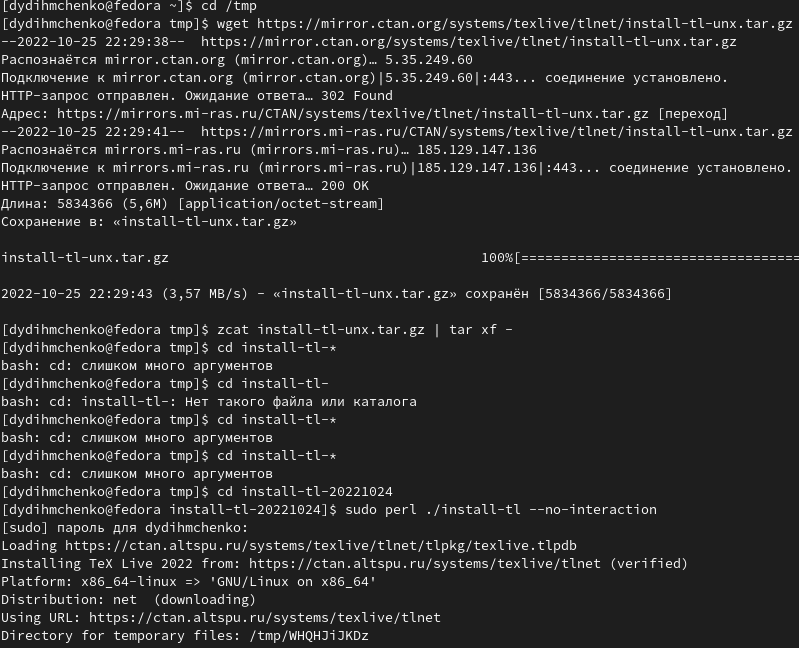 [dydihmchenko@fedora ~]$ cd /tmp
[dydihmchenko@fedora tmp]$ wget https://mirror.ctan.org/systems/texlive/tlnet/install-tl-unx.tar.gz
--2022-10-25 22:29:38--  https://mirror.ctan.org/systems/texlive/tlnet/install-tl-unx.tar.gz
Распознаётся mirror.ctan.org (mirror.ctan.org)… 5.35.249.60
Подключение к mirror.ctan.org (mirror.ctan.org)|5.35.249.60|:443... соединение установлено.
HTTP-запрос отправлен. Ожидание ответа… 302 Found
Адрес: https://mirrors.mi-ras.ru/CTAN/systems/texlive/tlnet/install-tl-unx.tar.gz [переход]
--2022-10-25 22:29:41--  https://mirrors.mi-ras.ru/CTAN/systems/texlive/tlnet/install-tl-unx.tar.gz
Распознаётся mirrors.mi-ras.ru (mirrors.mi-ras.ru)… 185.129.147.136
Подключение к mirrors.mi-ras.ru (mirrors.mi-ras.ru)|185.129.147.136|:443... соединение установлено.
HTTP-запрос отправлен. Ожидание ответа… 200 OK
Длина: 5834366 (5,6M) [application/octet-stream]
Сохранение в: «install-tl-unx.tar.gz»
install-tl-unx.tar.gz                                       100%[===================================
2022-10-25 22:29:43 (3,57 MB/s) - «install-tl-unx.tar.gz» сохранён [5834366/5834366]
[dydihmchenko@fedora tmp]$ zcat install-tl-unx.tar.gz | tar xf -
[dydihmchenko@fedora tmp]$ cd install-tl-*
bash: cd: слишком много аргументов
[dydihmchenko@fedora tmp]$ cd install-tl-
bash: cd: install-tl-: Нет такого файла или каталога
[dydihmchenko@fedora tmp]$ cd install-tl-*
bash: cd: слишком много аргументов
[dydihmchenko@fedora tmp]$ cd install-tl-*
bash: cd: слишком много аргументов
[dydihmchenko@fedora tmp]$ cd install-tl-20221024
[dydihmchenko@fedora install-tl-20221024]$ sudo perl ./install-tl --no-interaction
[sudo] пароль для dydihmchenko:
Loading https://ctan.altspu.ru/systems/texlive/tlnet/tlpkg/texlive.tlpdb
Installing TeX Live 2022 from: https://ctan.altspu.ru/systems/texlive/tlnet (verified)
Platform: x86_64-linux => 'GNU/Linux on x86_64'
Distribution: net  (downloading)
Using URL: https://ctan.altspu.ru/systems/texlive/tlnet
Directory for temporary files: /tmp/WHQHJiJKDz